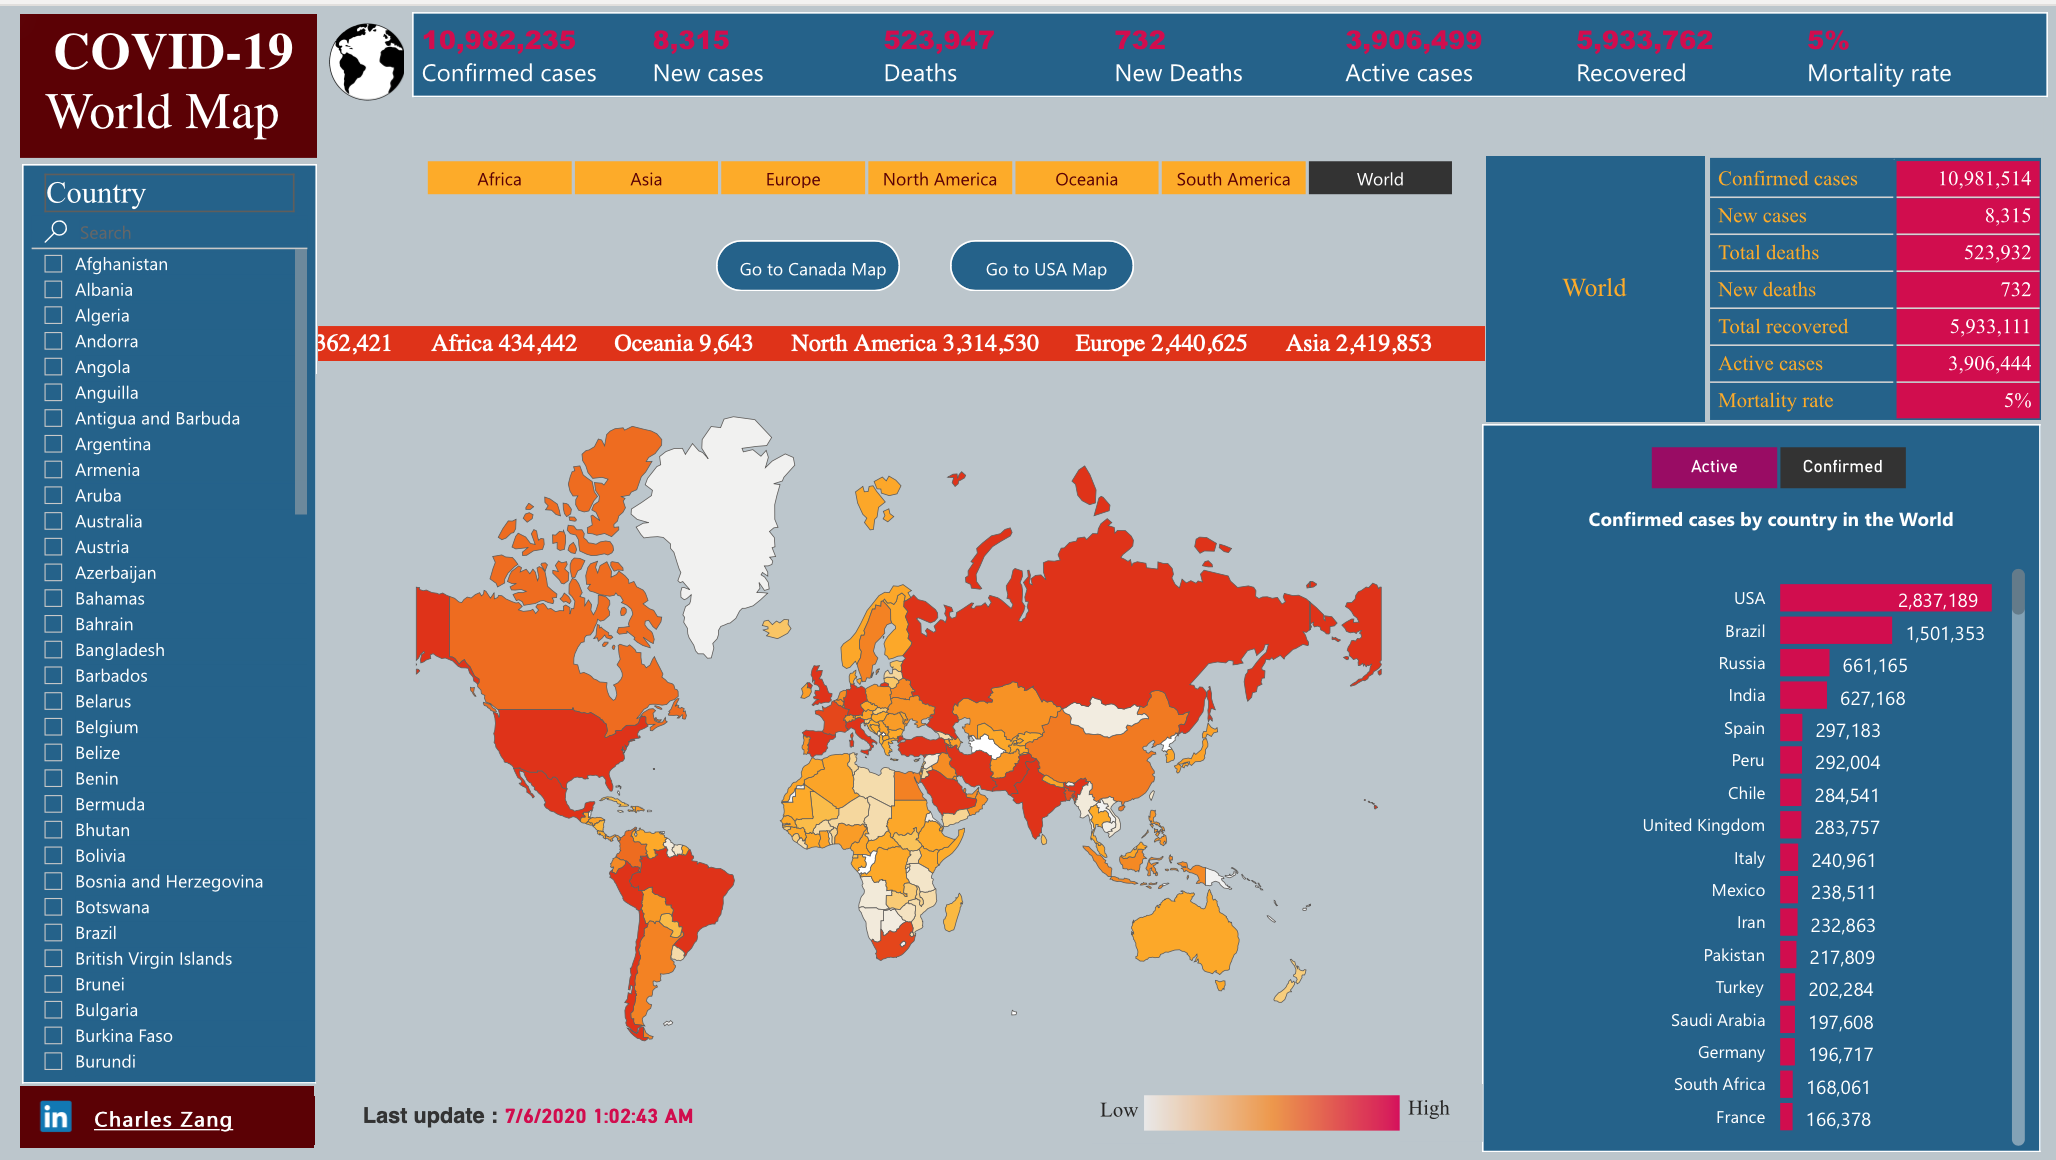 COVID-19
World Map
10,982,235
Confirmed cases
8,315
New cases
523,947
Deaths
732
New Deaths
3,906,499
Active cases
5,933,762
Recovered
5%
Mortality rate
Country
Search
Afghanistan
Albania
Algeria
Andorra
Angola
Anguilla
Antigua and Barbuda
Argentina
Armenia
Aruba
Australia
Austria
Azerbaijan
Bahamas
Bahrain
Bangladesh
Barbados
Belarus
Belgium
Belize
Benin
Bermuda
Bhutan
Bolivia
Bosnia and Herzegovina
Botswana
Brazil
British Virgin Islands
Brunei
Bulgaria
Burkina Faso
Burundi
in Charles Zang
Africa Asia Europe North America Oceania South America World
Go to Canada Map Go to USA Map
362,421 Africa 434,442 Oceania 9,643 North America 3,314,530 Europe 2,440,625 Asia 2,419,853
Last update : 7/6/2020 1:02:43 AM
Low High
World
Confirmed cases 10,981,514
New cases 8,315
Total deaths 523,932
New deaths 732
Total recovered 5,933,111
Active cases 3,906,444
Mortality rate 5%
Active Confirmed
Confirmed cases by country in the World
USA 2,837,189
Brazil 1,501,353
Russia 661,165
India 627,168
Spain 297,183
Peru 292,004
Chile 284,541
United Kingdom 283,757
Italy 240,961
Mexico 238,511
Iran 232,863
Pakistan 217,809
Turkey 202,284
Saudi Arabia 197,608
Germany 196,717
South Africa 168,061
France 166,378